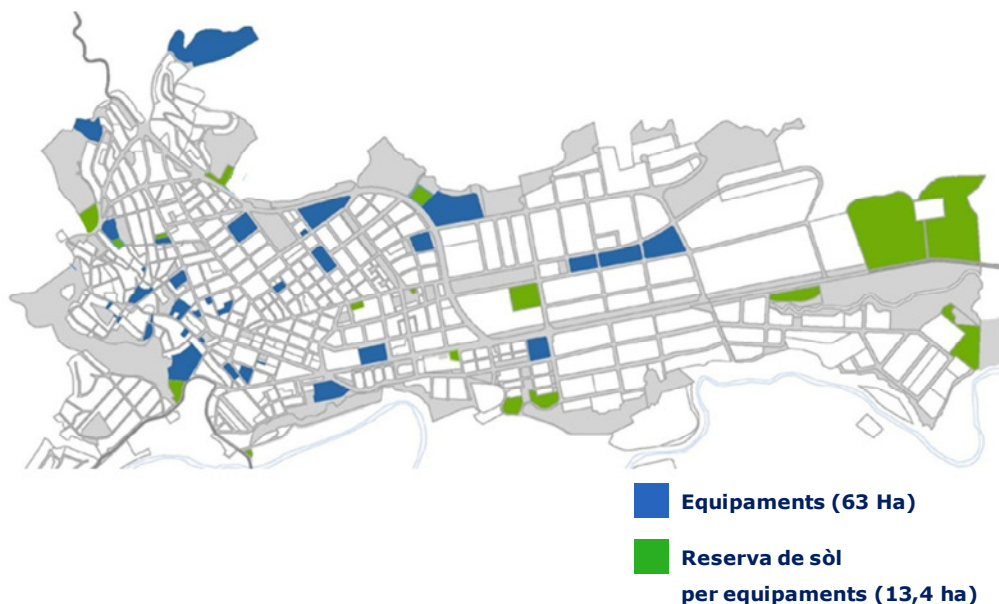 Equipaments (63 Ha)
Reserva de sòl
per equipaments (13,4 ha)